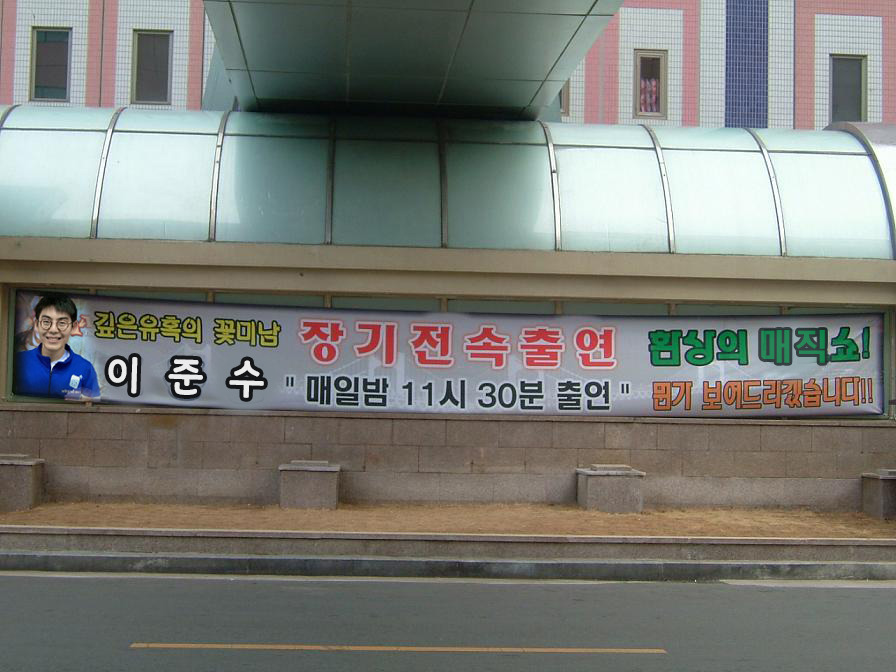 깊은유혹의 꽃미남
이준수
장기전속출연
" 매일밤 11시 30분 출연 "
환상의 매직쇼!
뭔가 보여드리겠습니다!!